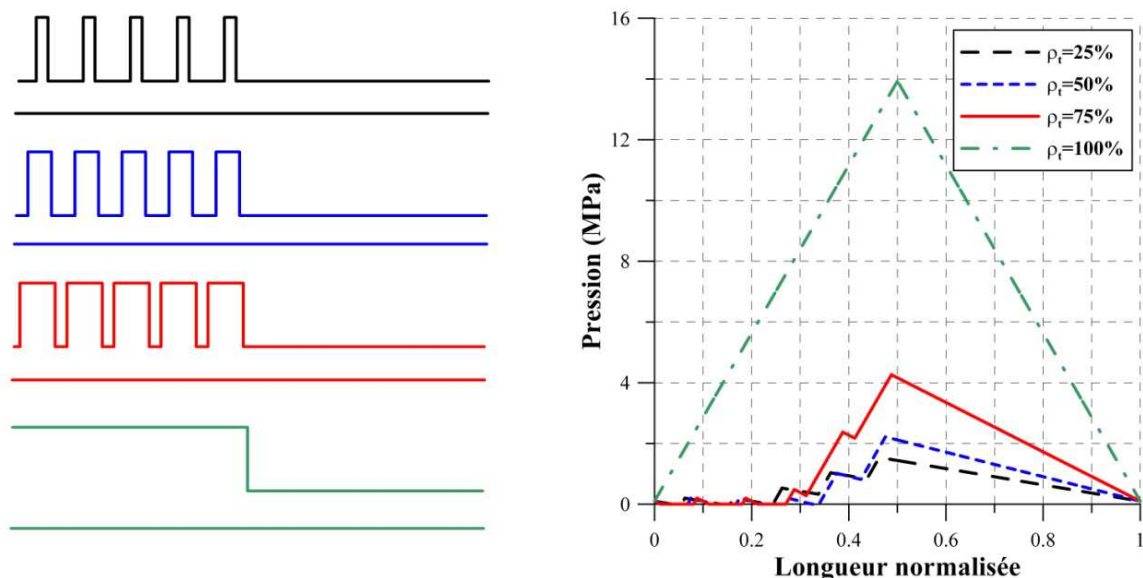 16
12
8
4
0
Pression (MPa)
ρt=25%
ρt=50%
ρt=75%
ρt=100%
0 0.2 0.4 0.6 0.8 1
Longueur normalisée